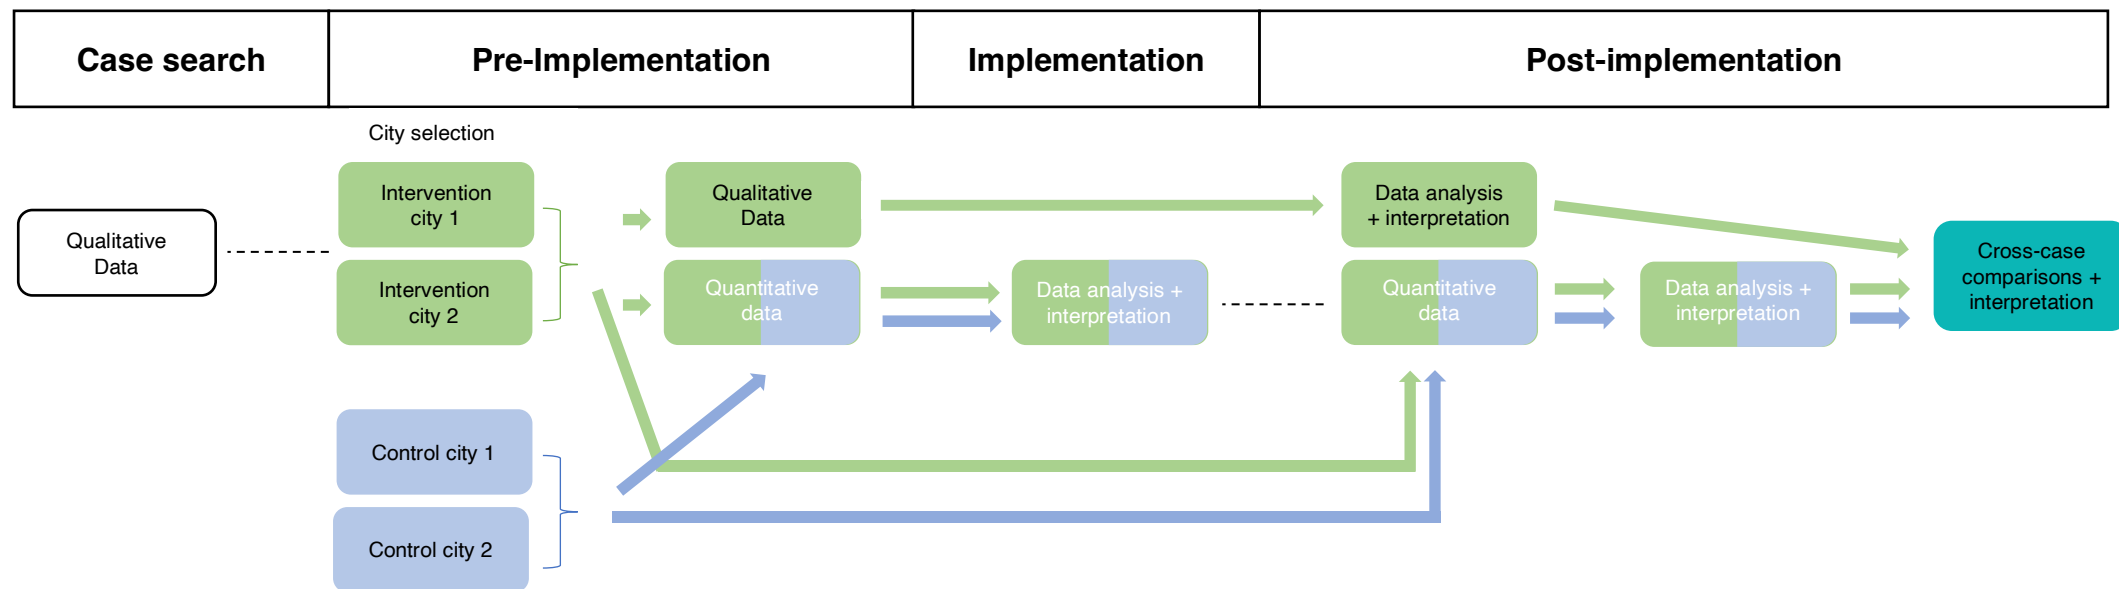 Case search
Pre-Implementation
Implementation
Post-implementation
City selection
Qualitative
Data
Intervention
city 1
Intervention
city 2
Control city 1
Control city 2
Qualitative
Data
Quantitative
data
Data analysis +
interpretation
Data analysis
+ interpretation
Quantitative
data
Data analysis +
interpretation
Cross-case
comparisons +
interpretation